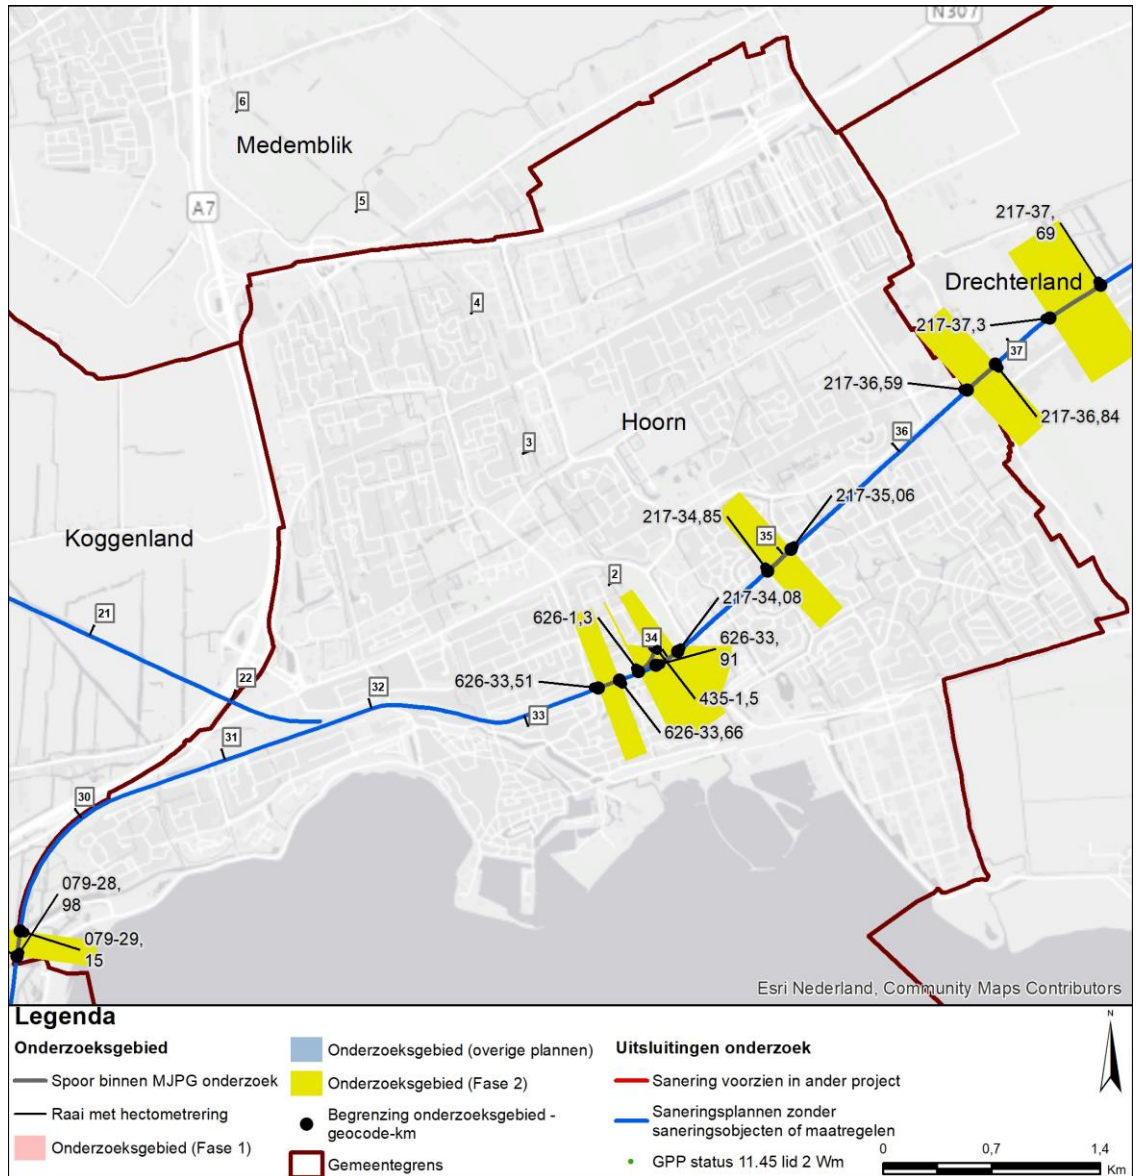 N307
6
Medemblik
5
A7
217-37,
69
4
Drechterland
217-37,3
37
217-36,59
217-36,84
Hoorn
36
3
217-35,06
217-34,85
Koggenland
35
2
217-34,08
21
626-1,3
34
626-33,
91
22
626-33,51
435-1,5
32
33
626-33,66
31
30
079-28,
98
079-29,
15
Esri Nederland, Community Maps Contributors
Legenda
Onderzoeksgebied
Spoor binnen MJPG onderzoek
Raai met hectometrering
Onderzoeksgebied (Fase 1)
Onderzoeksgebied (overige plannen)
Onderzoeksgebied (Fase 2)
Begrenzing onderzoeksgebied -
geocode-km
Gemeentegrens
Uitsluitingen onderzoek
Sanering voorzien in ander project
Saneringsplannen zonder
saneringsobjecten of maatregelen
GPP status 11.45 lid 2 Wm
N
0 0,7 1,4
Km